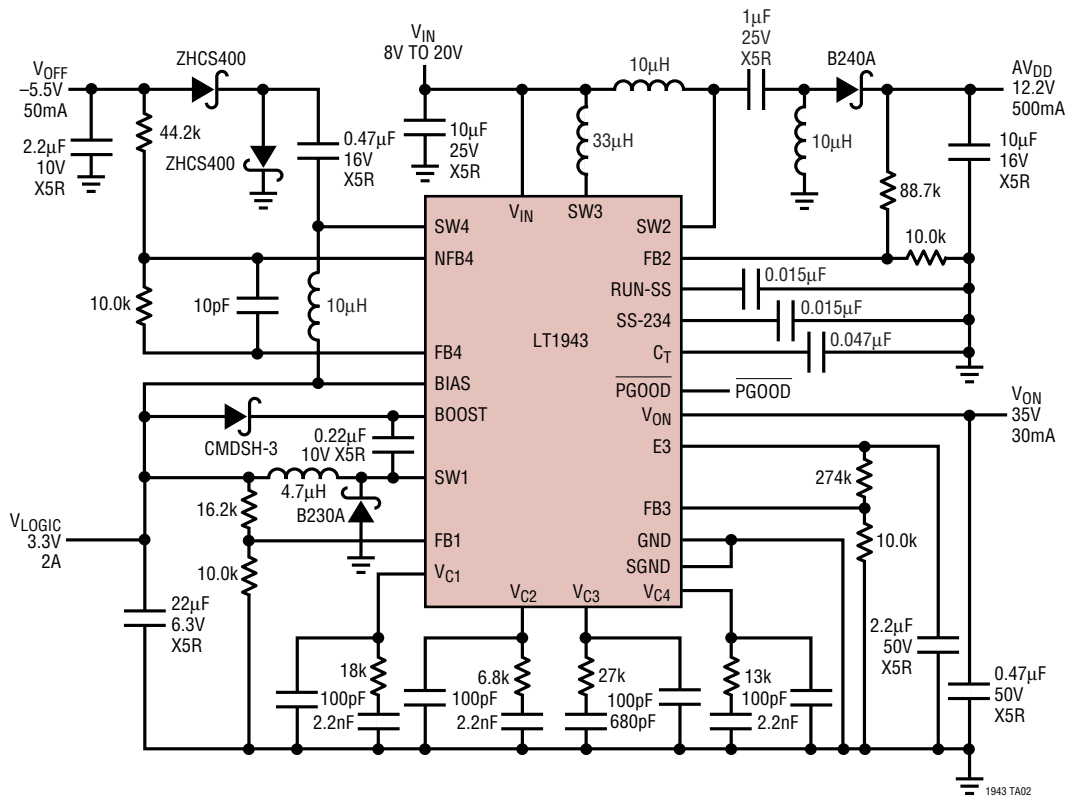 V_OFF
–5.5V
50mA
ZHCS400
V_IN
8V TO 20V
1µF
25V
X5R
B240A
AV_DD
12.2V
500mA
10µH
2.2µF
10V
X5R
44.2k
ZHCS400
0.47µF
16V
X5R
10µF
25V
X5R
33µH
10µH
10µF
16V
X5R
88.7k
V_IN
SW3
SW4
SW2
NFB4
FB2
10.0k
10.0k
10pF
10µH
RUN-SS
0.015µF
SS-234
0.015µF
LT1943
FB4
C_T
0.047µF
BIAS
PGOOD
PGOOD
BOOST
V_ON
V_ON
35V
30mA
CMDSH-3
0.22µF
10V X5R
E3
SW1
4.7µH
274k
16.2k
B230A
FB3
V_LOGIC
3.3V
2A
FB1
GND
10.0k
10.0k
SGND
V_C1
V_C2
V_C3
V_C4
22µF
6.3V
X5R
2.2µF
50V
X5R
18k
6.8k
27k
13k
100pF
100pF
100pF
100pF
2.2nF
2.2nF
680pF
2.2nF
0.47µF
50V
X5R
1943 TA02